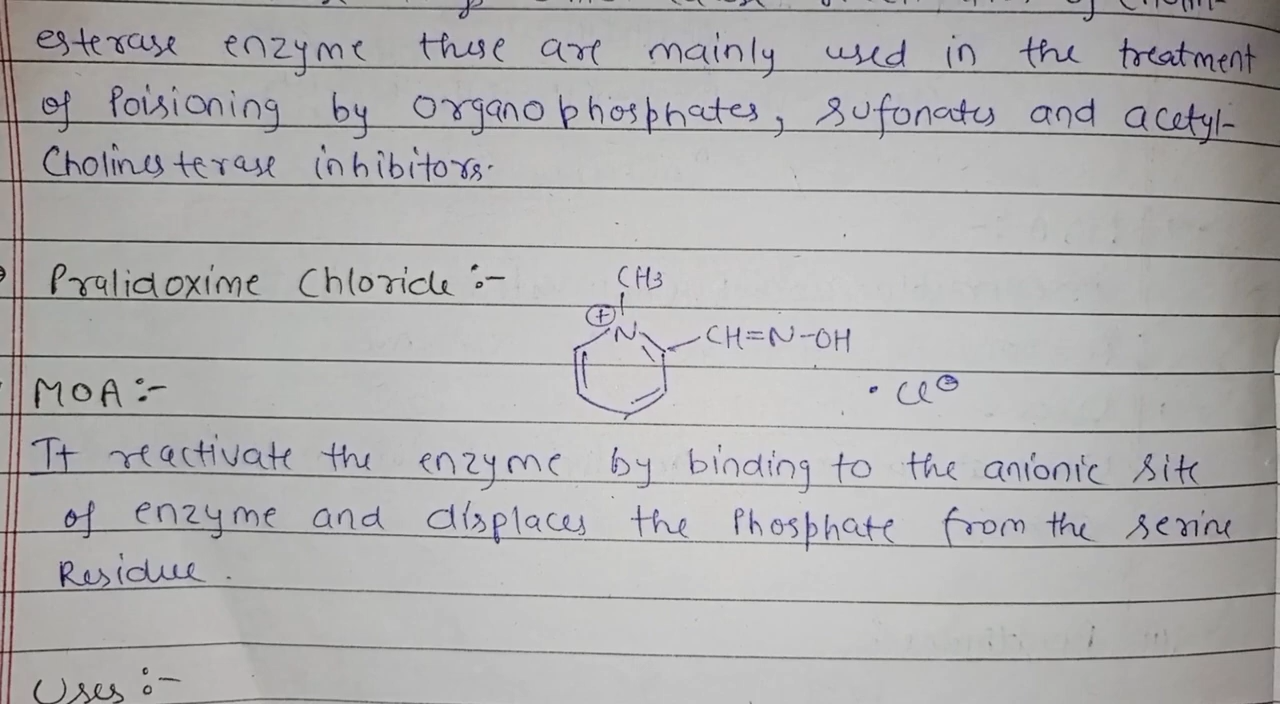 esterase enzyme these are mainly used in the treatment
of Poisioning by organophosphates, sufonates and acetyl-
Cholinesterase inhibitors.
Pralidoxime Chloride :-
CH3
⊕
N
CH=N-OH
MOA :-
· Cl⊖
It reactivate the enzyme by binding to the anionic site
of enzyme and displaces the Phosphate from the serine
Residue.
Uses :-